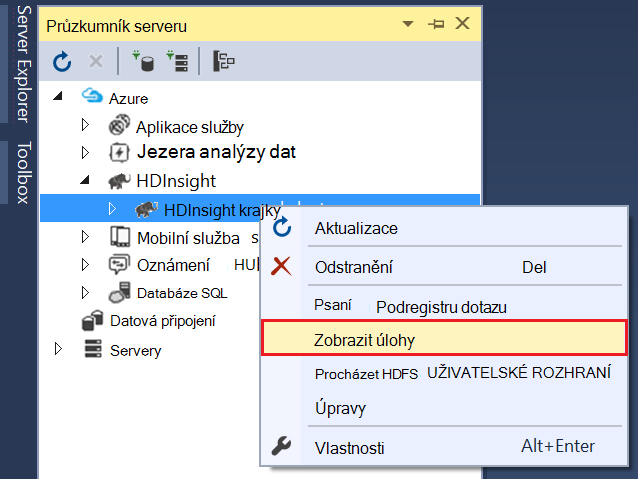 Server Explorer
Toolbox
Průzkumník serveru
Azure
Aplikace služby
Jezera analýzy dat
HDInsight
HDInsight krajky
Mobilní služba s
Oznámení HU
Databáze SQL
Datová připojení
Servery
Aktualizace
Odstranění Del
Psaní Podregistru dotazu
Zobrazit úlohy
Procházet HDFS UŽIVATELSKÉ ROZHRANÍ
Úpravy
Vlastnosti Alt+Enter